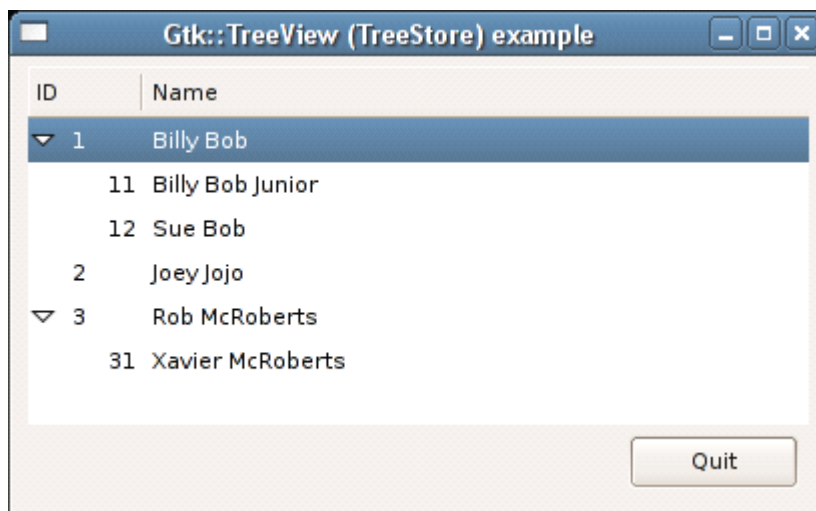 Gtk::TreeView (TreeStore) example
ID Name
1 Billy Bob
11 Billy Bob Junior
12 Sue Bob
2 Joey Jojo
3 Rob McRoberts
31 Xavier McRoberts
Quit